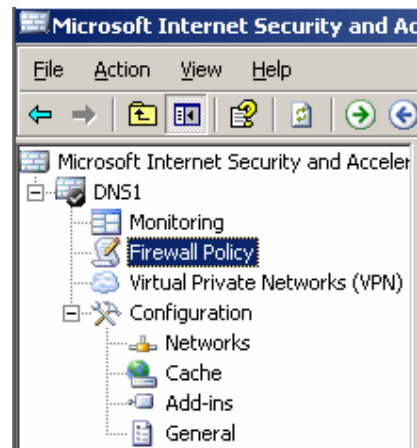 Microsoft Internet Security and Ac
File Action View Help
Microsoft Internet Security and Acceler
DNS1
Monitoring
Firewall Policy
Virtual Private Networks (VPN)
Configuration
Networks
Cache
Add-ins
General